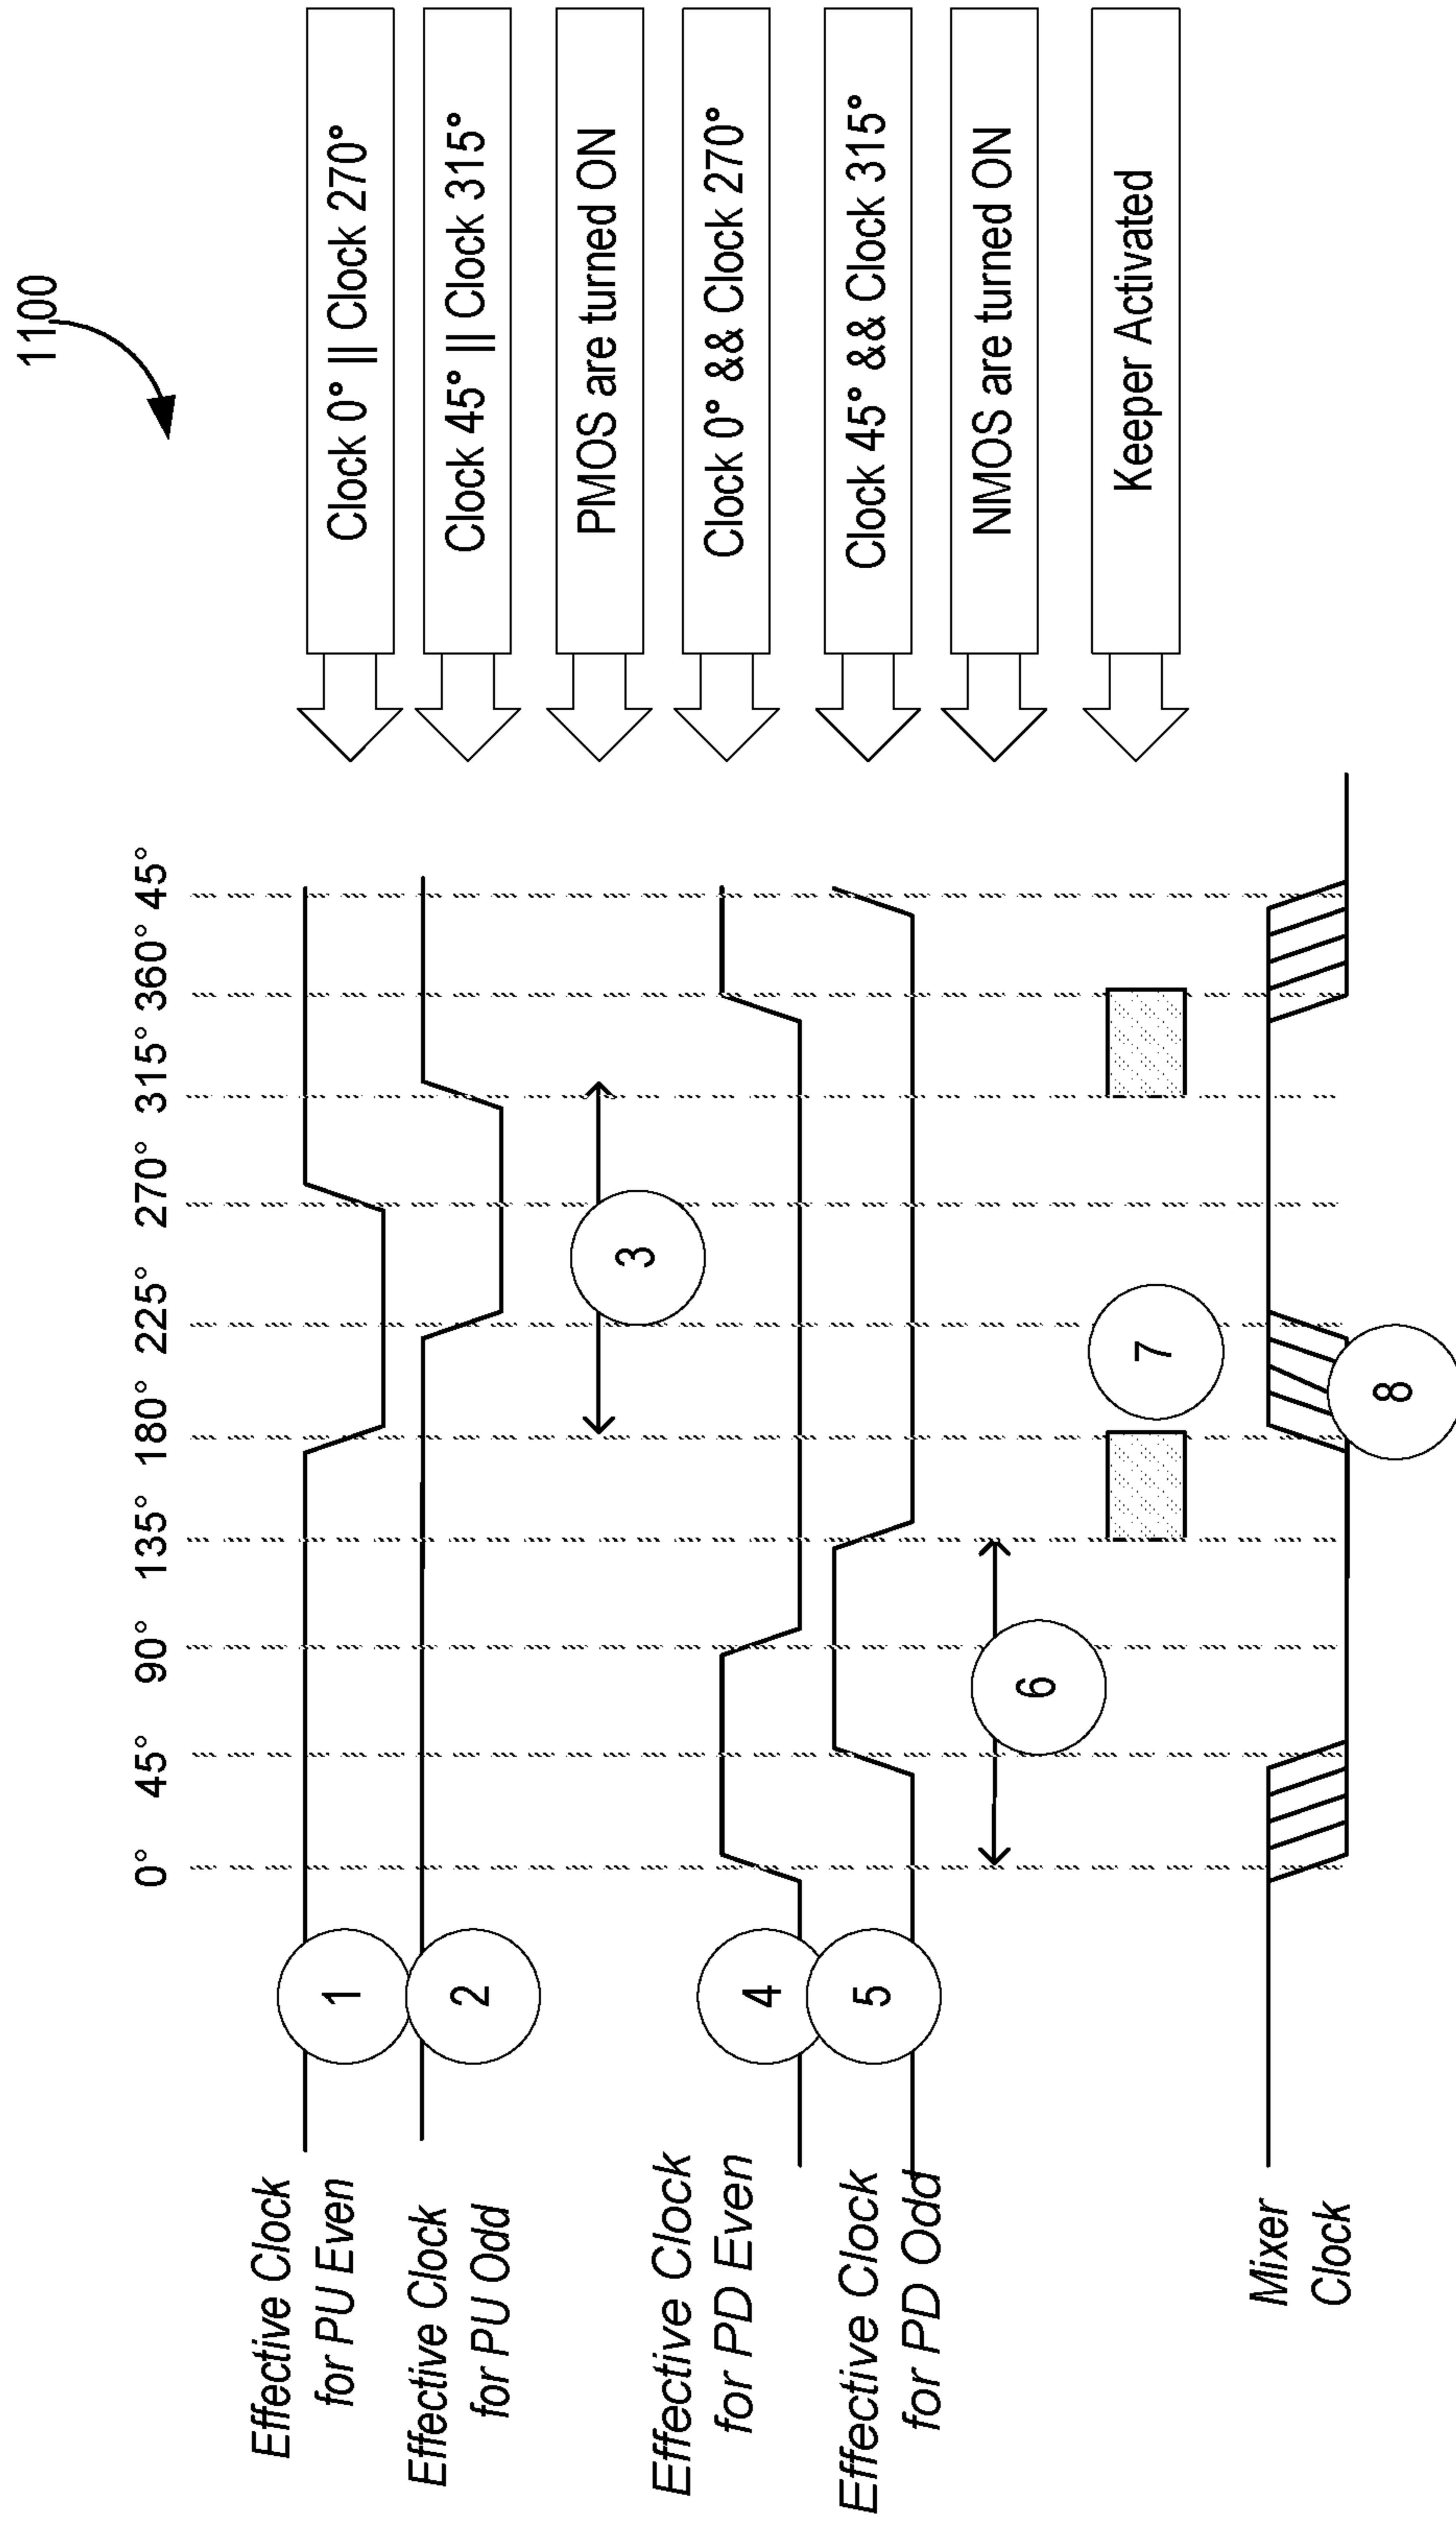 1100
0° 45° 90° 135° 180° 225° 270° 315° 360° 45°
Effective Clock
for PU Even
1
Clock 0° || Clock 270°
Effective Clock
for PU Odd
2
Clock 45° || Clock 315°
3
PMOS are turned ON
Effective Clock
for PD Even
4
Clock 0° && Clock 270°
Effective Clock
for PD Odd
5
Clock 45° && Clock 315°
6
NMOS are turned ON
7
Keeper Activated
Mixer
Clock
8